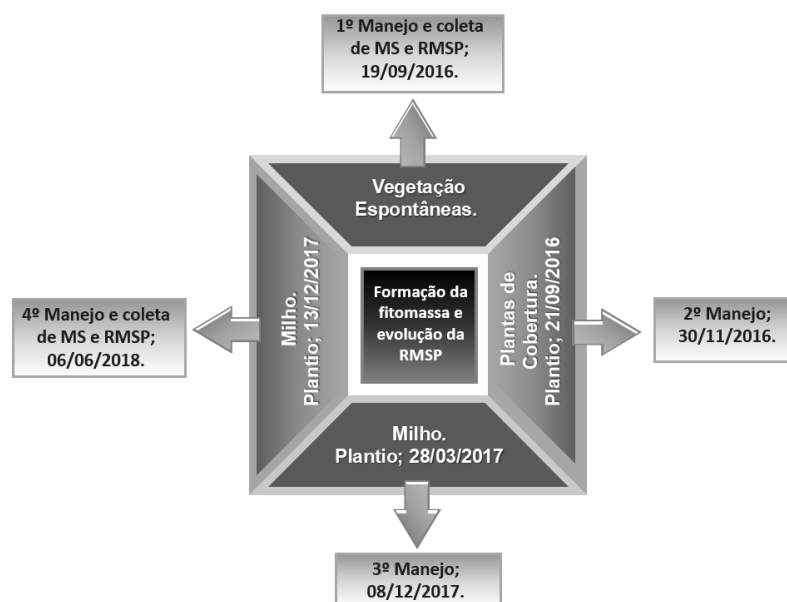 1º Manejo e coleta
de MS e RMSP;
19/09/2016.
Vegetação
Espontâneas.
Plantas de
Cobertura.
Plantio; 21/09/2016
2º Manejo;
30/11/2016.
Milho.
Plantio; 28/03/2017
3º Manejo;
08/12/2017.
Milho.
Plantio; 13/12/2017
4º Manejo e coleta
de MS e RMSP;
06/06/2018.
Formação da
fitomassa e
evolução da
RMSP